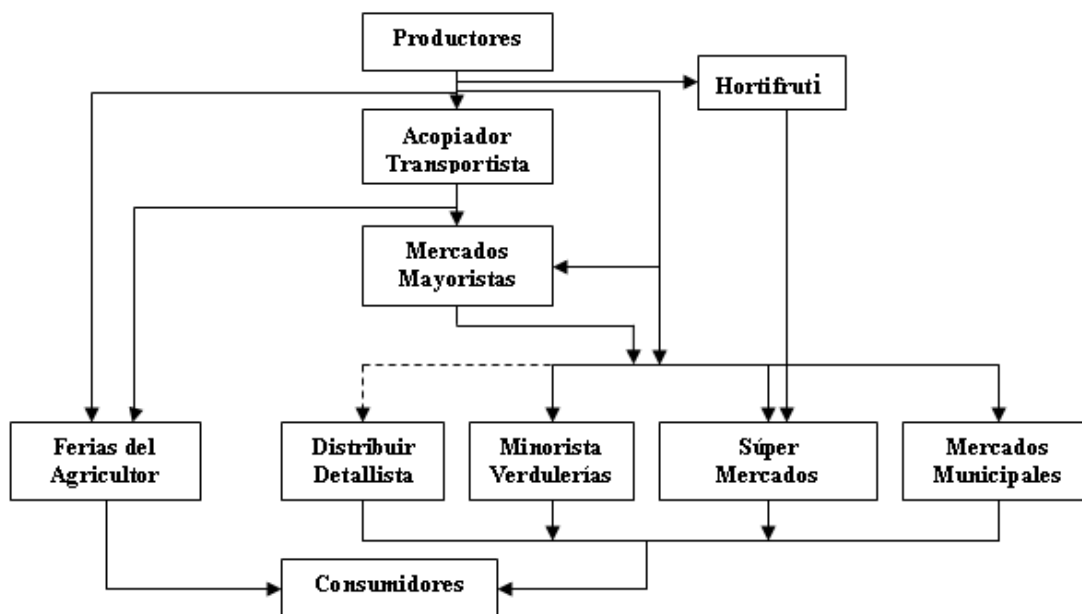 Productores
Hortifruti
Acopiador
Transportista
Mercados
Mayoristas
Ferias del
Agricultor
Distribuir
Detallista
Minorista
Verdulerías
Súper
Mercados
Mercados
Municipales
Consumidores